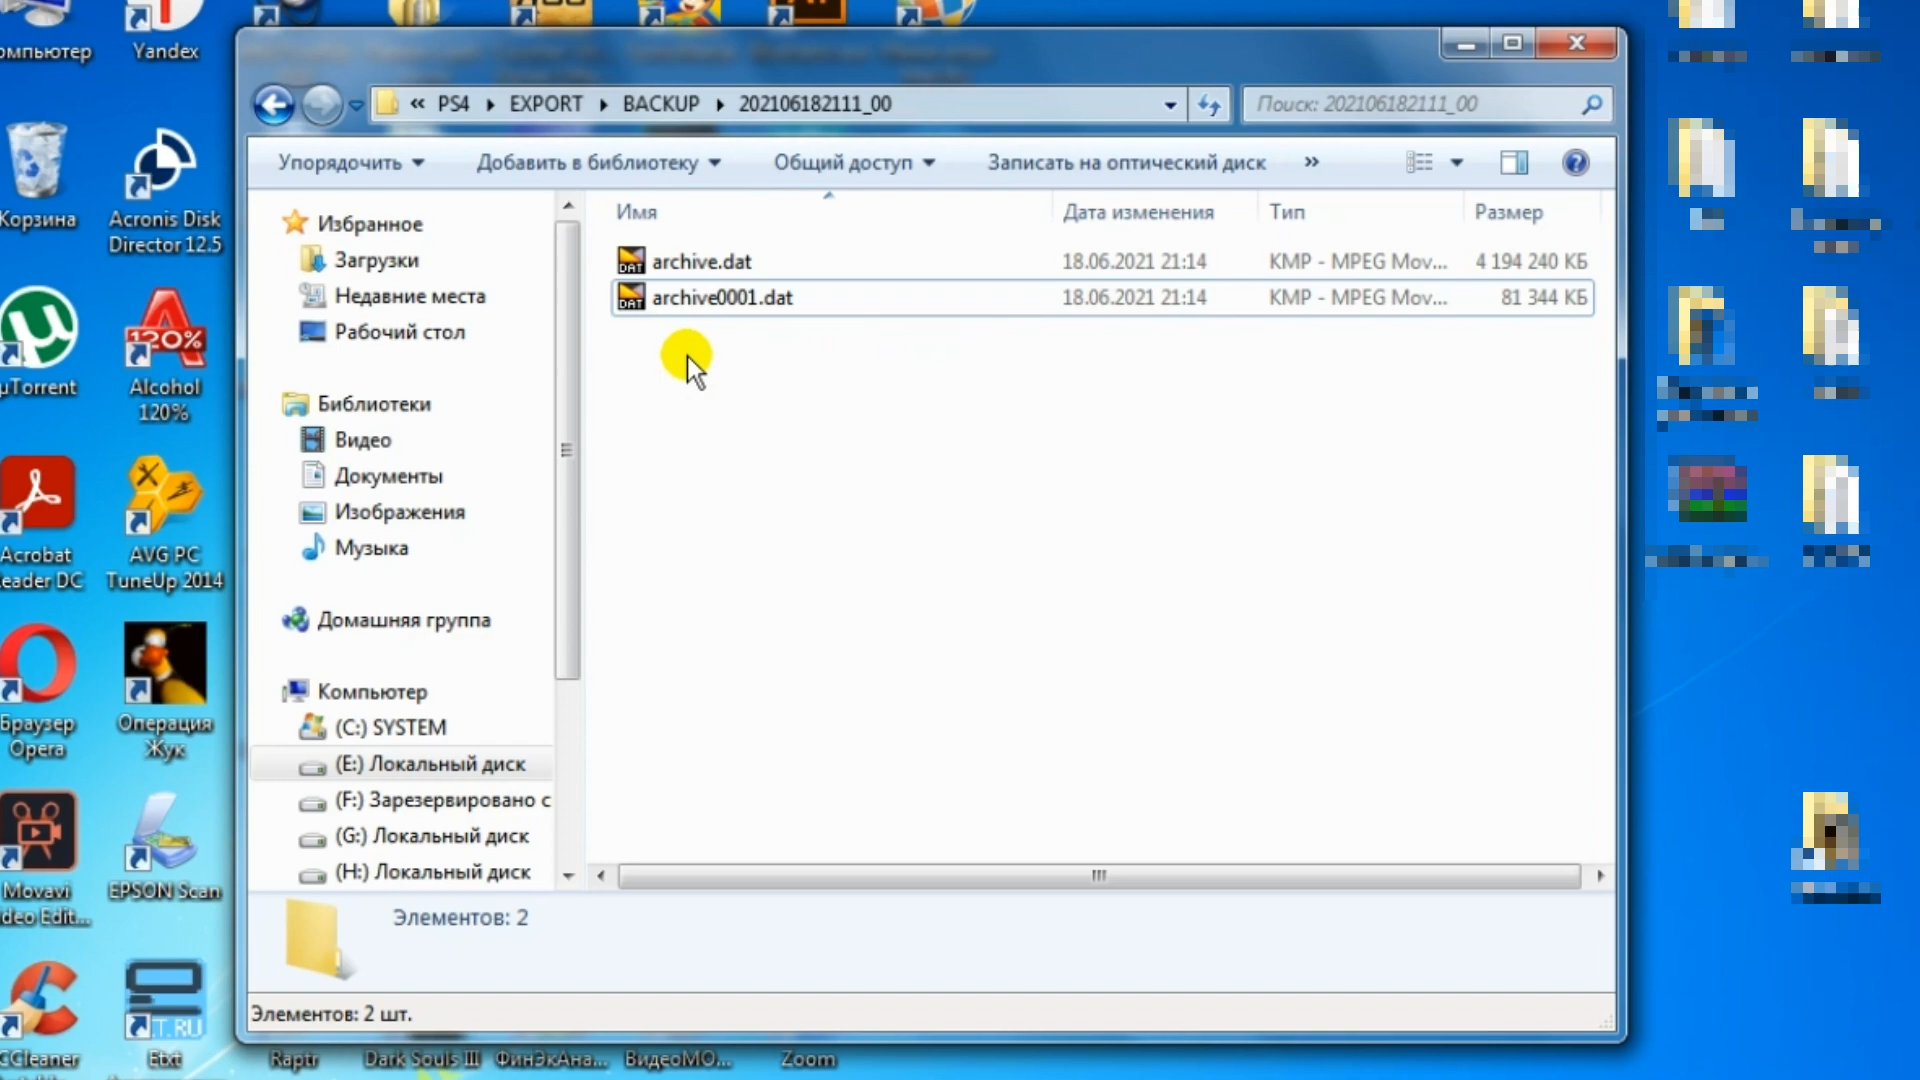 омпьютер
Yandex
Корзина
Acronis Disk
Director 12.5
µTorrent
Alcohol
120%
Acrobat
eader DC
AVG PC
TuneUp 2014
Браузер
Opera
Операция
Жук
Movavi
deo Edit...
EPSON Scan
CCleaner
Etxt
Raptr
Dark Souls III
ФинЭкАна...
ВидеоМО...
Zoom
« PS4 ▸ EXPORT ▸ BACKUP ▸ 202106182111_00
Поиск: 202106182111_00
Упорядочить
Добавить в библиотеку
Общий доступ
Записать на оптический диск
»
Избранное
Загрузки
Недавние места
Рабочий стол
Библиотеки
Видео
Документы
Изображения
Музыка
Домашняя группа
Компьютер
(C:) SYSTEM
(E:) Локальный диск
(F:) Зарезервировано с
(G:) Локальный диск
(H:) Локальный диск
Имя Дата изменения Тип Размер
DAT archive.dat 18.06.2021 21:14 KMP - MPEG Mov... 4 194 240 КБ
DAT archive0001.dat 18.06.2021 21:14 KMP - MPEG Mov... 81 344 КБ
Элементов: 2
Элементов: 2 шт.